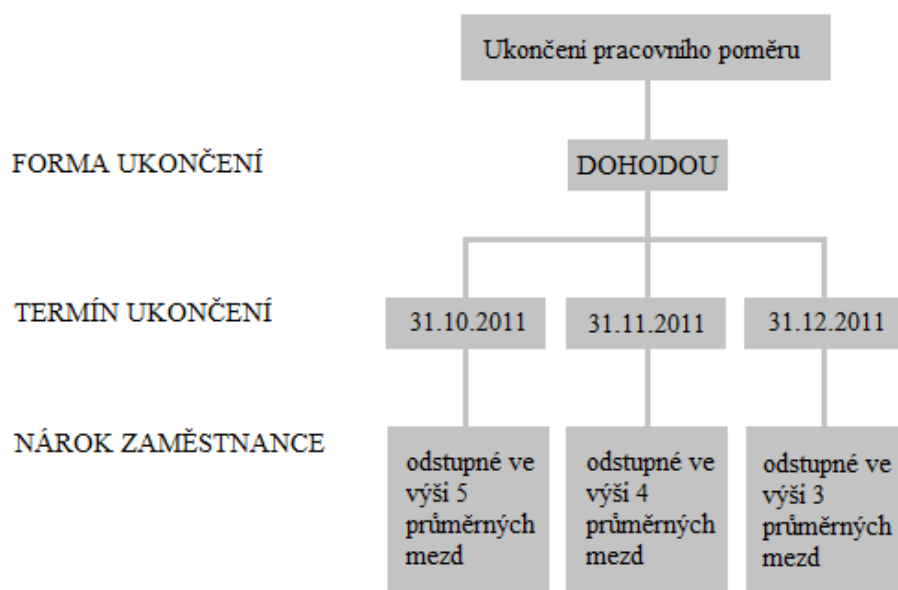 Ukončení pracovního poměru
FORMA UKONČENÍ
DOHODOU
TERMÍN UKONČENÍ
31.10.2011
31.11.2011
31.12.2011
NÁROK ZAMĚSTNANCE
odstupné ve
výši 5
průměrných
mezd
odstupné ve
výši 4
průměrných
mezd
odstupné ve
výši 3
průměrných
mezd